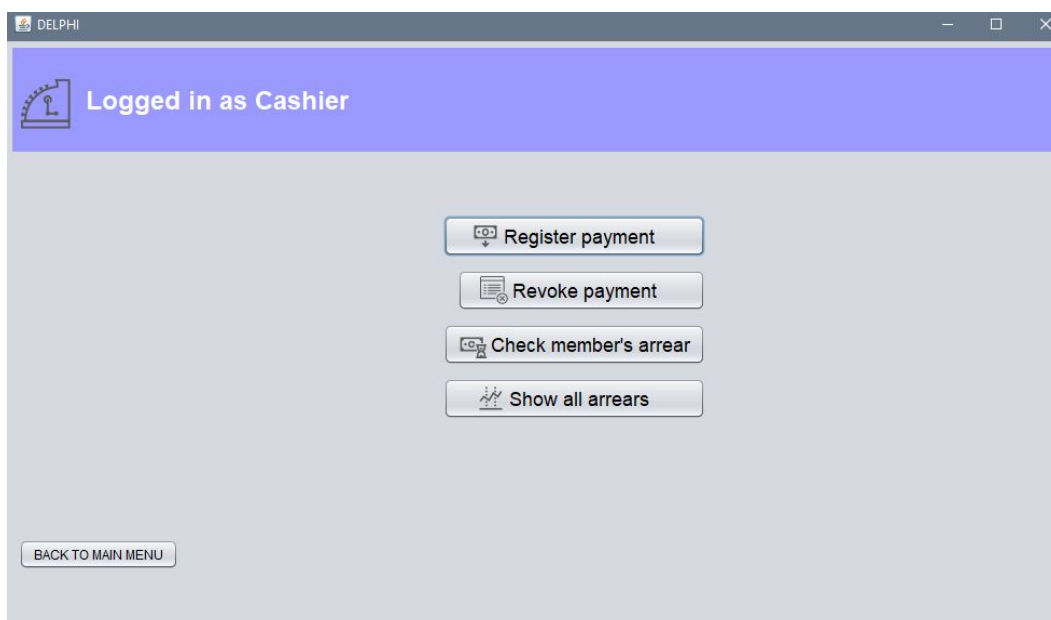 DELPHI
Logged in as Cashier
Register payment
Revoke payment
Check member's arrear
Show all arrears
BACK TO MAIN MENU